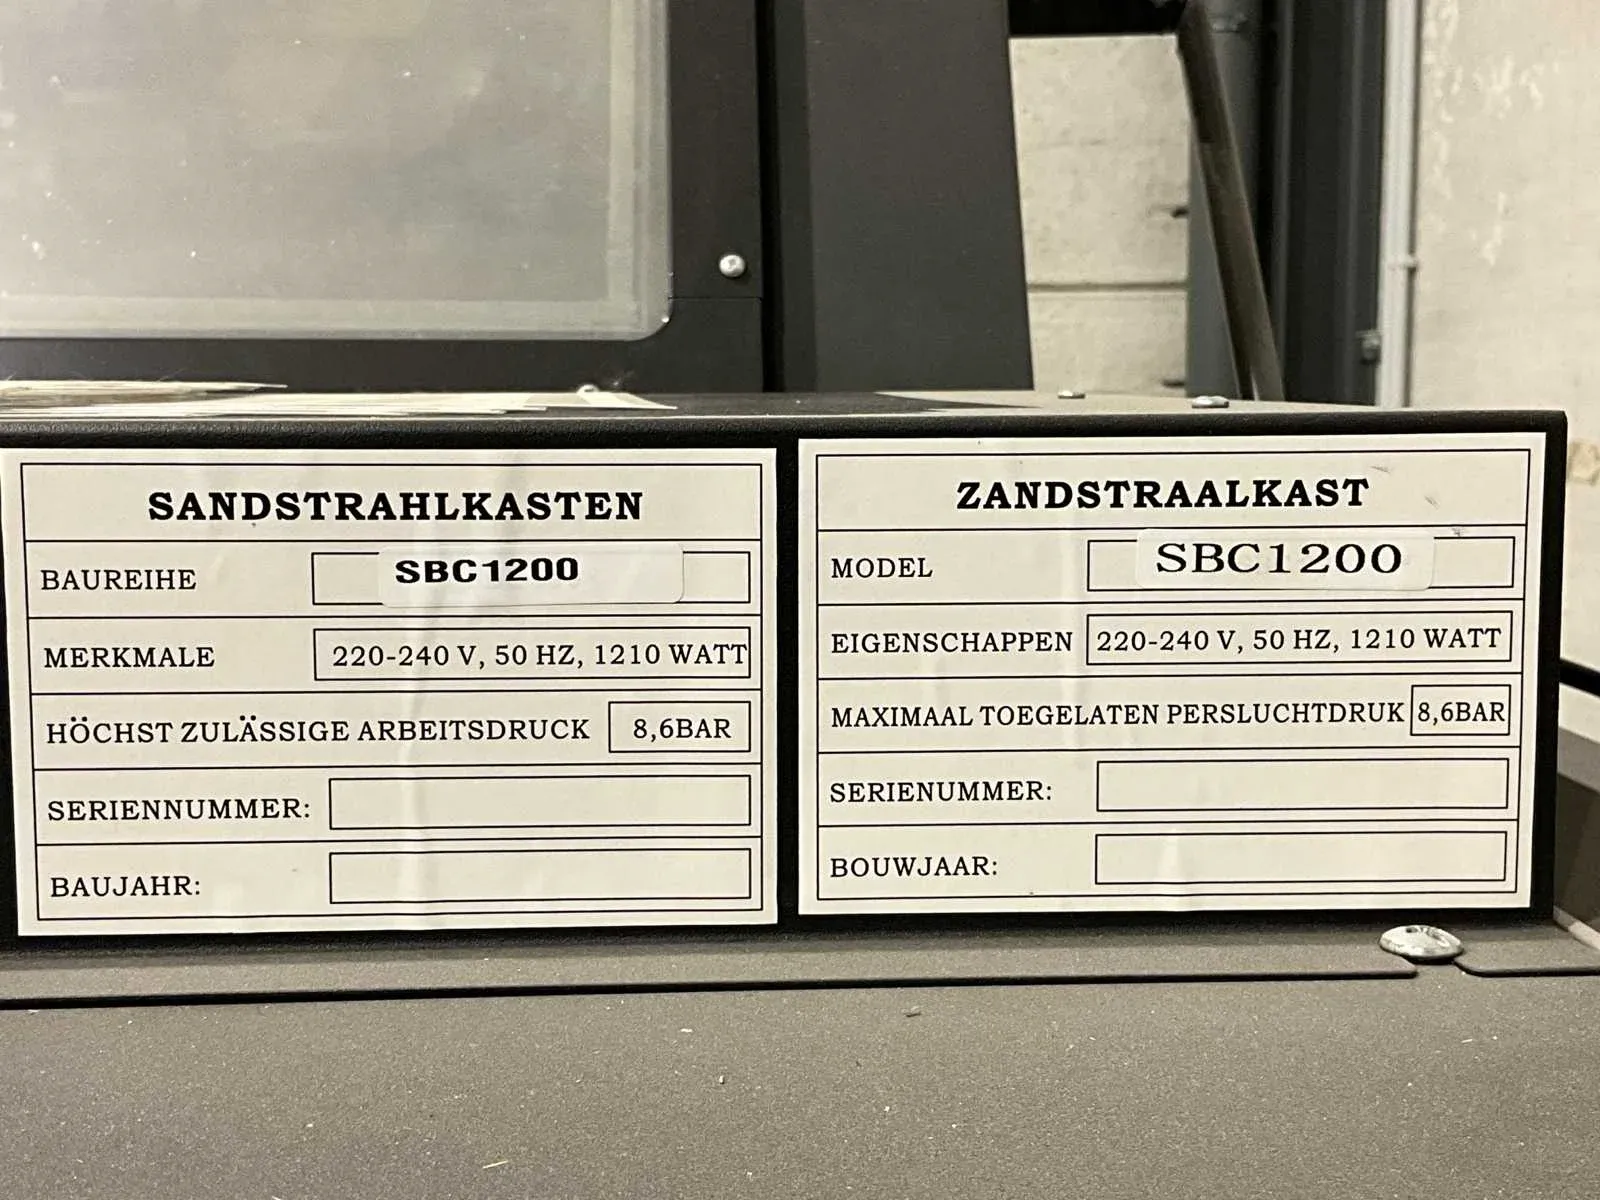 SANDSTRAHLKASTEN
BAUREIHE SBC1200
MERKMALE 220-240 V, 50 HZ, 1210 WATT
HÖCHST ZULÄSSIGE ARBEITSDRUCK 8,6BAR
SERIENNUMMER:
BAUJAHR:
ZANDSTRAALKAST
MODEL SBC1200
EIGENSCHAPPEN 220-240 V, 50 HZ, 1210 WATT
MAXIMAAL TOEGELATEN PERSLUCHTDRUK 8,6BAR
SERIENUMMER:
BOUWJAAR: